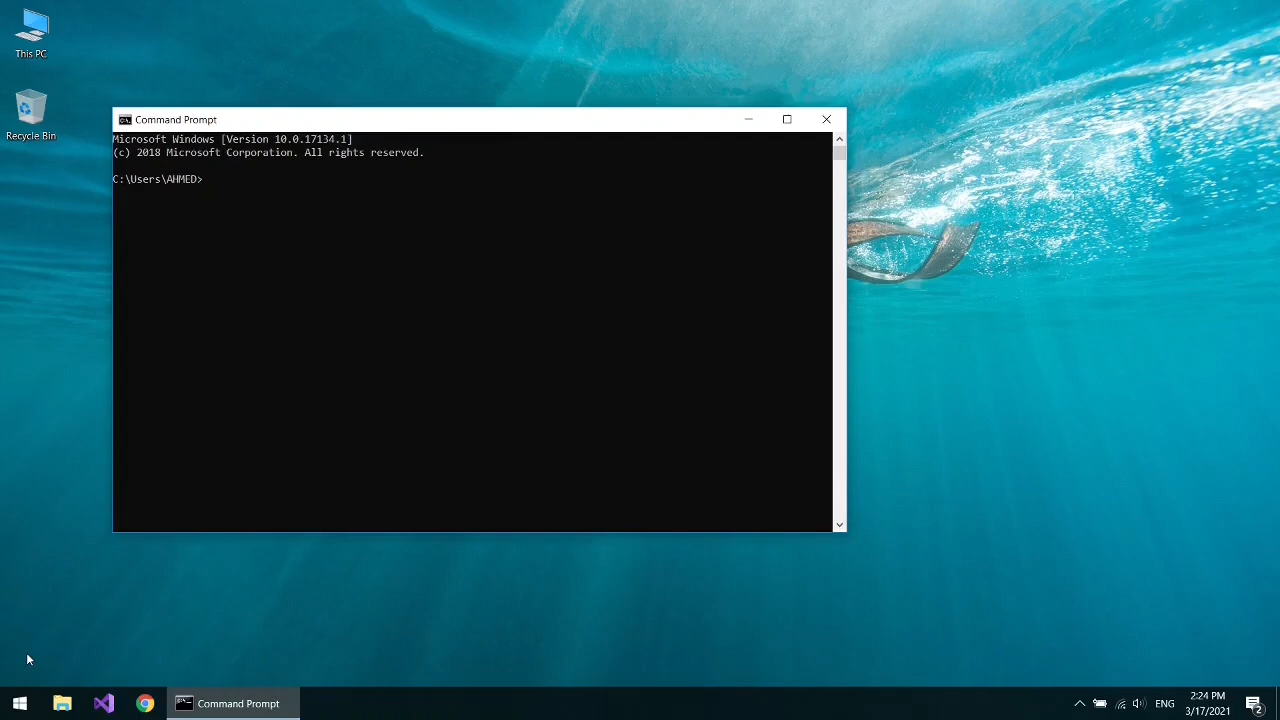 This PC
Recycle Bin
Command Prompt
Microsoft Windows [Version 10.0.17134.1]
(c) 2018 Microsoft Corporation. All rights reserved.
C:\Users\AHMED>
Command Prompt
ENG
2:24 PM
3/17/2021
2